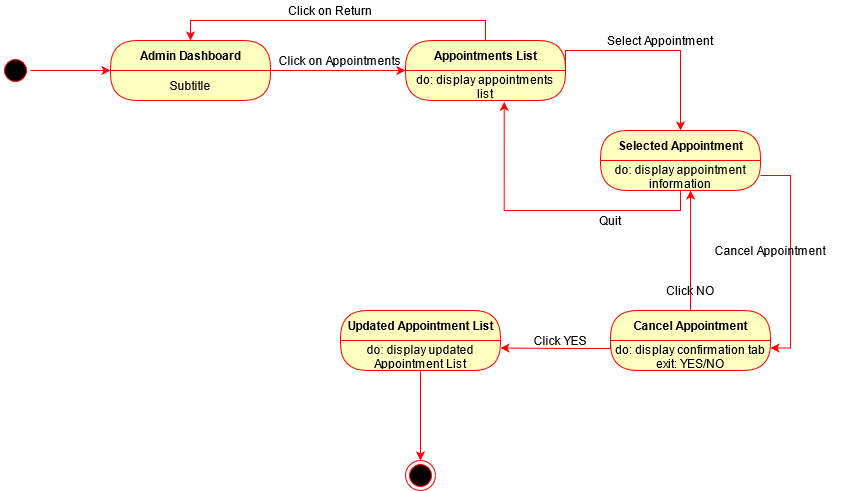 Click on Return
Admin Dashboard
Subtitle
Click on Appointments
Appointments List
do: display appointments
list
Select Appointment
Selected Appointment
do: display appointment
information
Quit
Cancel Appointment
Click NO
Updated Appointment List
do: display updated
Appointment List
Click YES
Cancel Appointment
do: display confirmation tab
exit: YES/NO